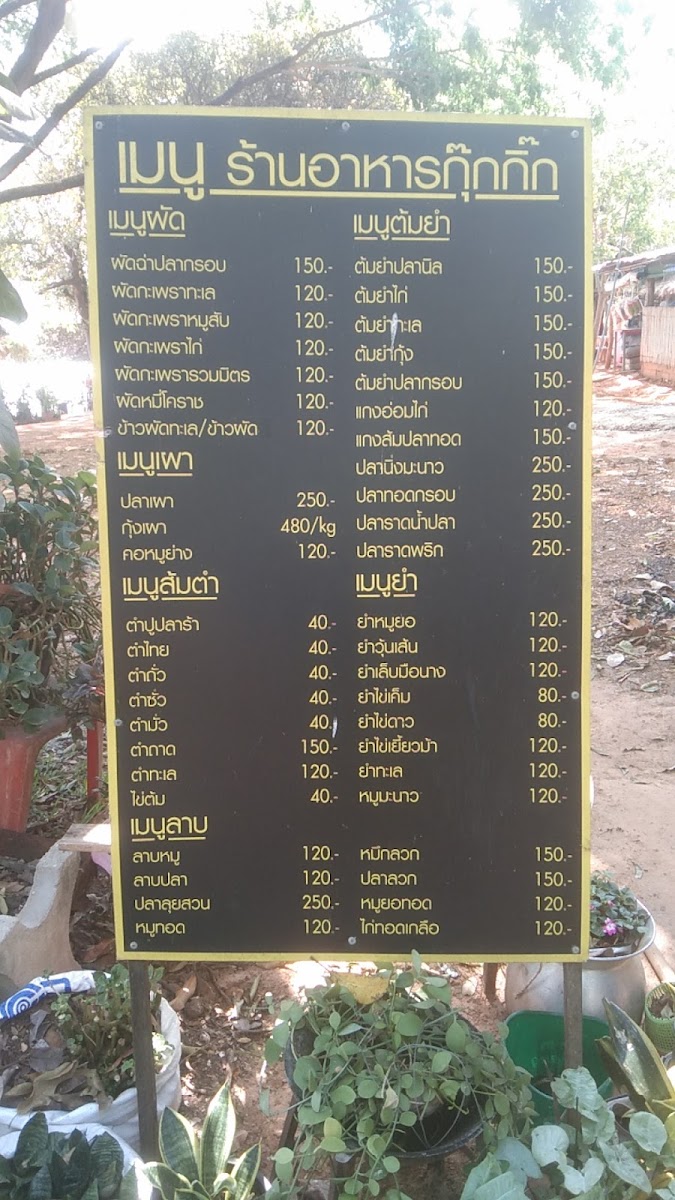 เมนู ร้านอาหารกุ๊กกิ๊ก
เมนูผัด
ผัดฉ่าปลากรอบ 150.-
ผัดกะเพราทะเล 120.-
ผัดกะเพราหมูสับ 120.-
ผัดกะเพราไก่ 120.-
ผัดกะเพรารวมมิตร 120.-
ผัดหมี่โคราช 120.-
ข้าวผัดทะเล/ข้าวผัด 120.-
เมนูเผา
ปลาเผา 250.-
กุ้งเผา 480/kg
คอหมูย่าง 120.-
เมนูส้มตำ
ตำปูปลาร้า 40.-
ตำไทย 40.-
ตำถั่ว 40.-
ตำซั่ว 40.-
ตำมั่ว 40.-
ตำถาด 150.-
ตำทะเล 120.-
ไข่ต้ม 40.-
เมนูลาบ
ลาบหมู 120.-
ลาบปลา 120.-
ปลาลุยสวน 250.-
หมูทอด 120.-
เมนูต้มยำ
ต้มยำปลานิล 150.-
ต้มยำไก่ 150.-
ต้มยำทะเล 150.-
ต้มยำกุ้ง 150.-
ต้มยำปลากรอบ 150.-
แกงอ่อมไก่ 120.-
แกงส้มปลาทอด 150.-
ปลานึ่งมะนาว 250.-
ปลาทอดกรอบ 250.-
ปลาราดน้ำปลา 250.-
ปลาราดพริก 250.-
เมนูยำ
ยำหมูยอ 120.-
ยำวุ้นเส้น 120.-
ยำเล็บมือนาง 120.-
ยำไข่เค็ม 80.-
ยำไข่ดาว 80.-
ยำไข่เยี่ยวม้า 120.-
ยำทะเล 120.-
หมูมะนาว 120.-
หมึกลวก 150.-
ปลาลวก 150.-
หมูยอทอด 120.-
ไก่ทอดเกลือ 120.-